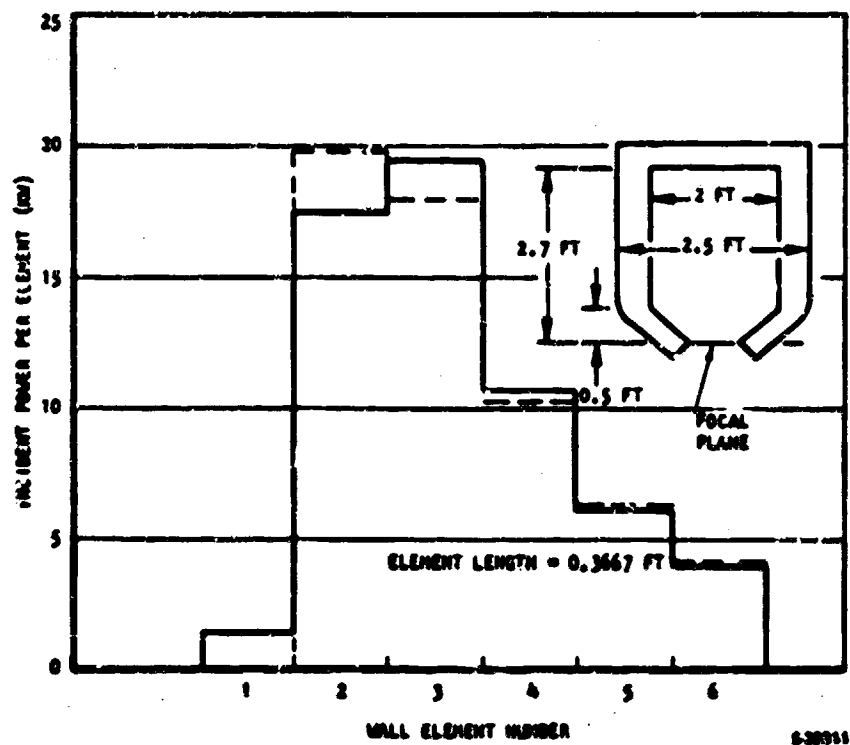 25
20
15
10
5
0
INCIDENT POWER PER ELEMENT (KW)
2 FT
2.7 FT
2.5 FT
0.5 FT
FOCAL
PLANE
ELEMENT LENGTH = 0.3667 FT
1 2 3 4 5 6
WALL ELEMENT NUMBER